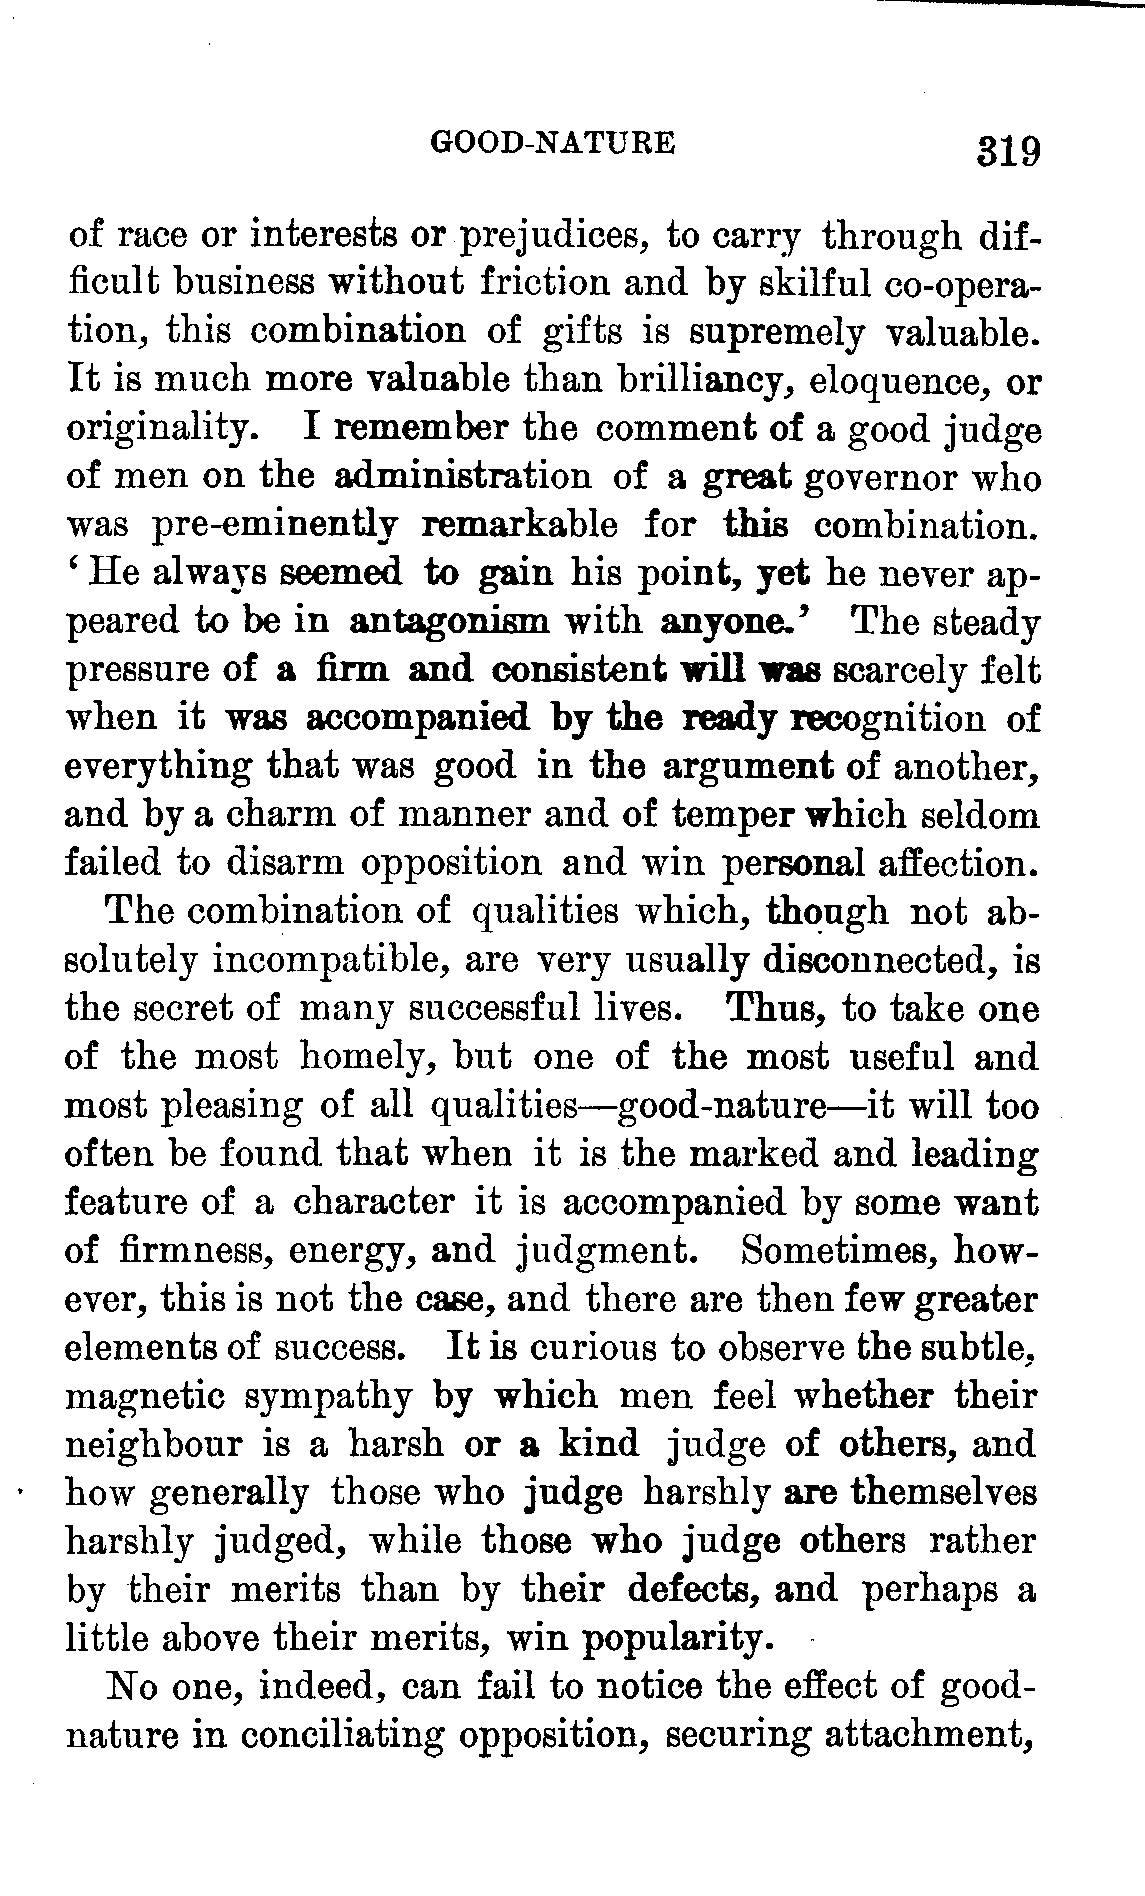 GOOD-NATURE 319
of race or interests or prejudices, to carry through dif-
ficult business without friction and by skilful co-opera-
tion, this combination of gifts is supremely valuable.
It is much more valuable than brilliancy, eloquence, or
originality. I remember the comment of a good judge
of men on the administration of a great governor who
was pre-eminently remarkable for this combination.
‘ He always seemed to gain his point, yet he never ap-
peared to be in antagonism with anyone.’ The steady
pressure of a firm and consistent will was scarcely felt
when it was accompanied by the ready recognition of
everything that was good in the argument of another,
and by a charm of manner and of temper which seldom
failed to disarm opposition and win personal affection.
The combination of qualities which, though not ab-
solutely incompatible, are very usually disconnected, is
the secret of many successful lives. Thus, to take one
of the most homely, but one of the most useful and
most pleasing of all qualities—good-nature—it will too
often be found that when it is the marked and leading
feature of a character it is accompanied by some want
of firmness, energy, and judgment. Sometimes, how-
ever, this is not the case, and there are then few greater
elements of success. It is curious to observe the subtle,
magnetic sympathy by which men feel whether their
neighbour is a harsh or a kind judge of others, and
how generally those who judge harshly are themselves
harshly judged, while those who judge others rather
by their merits than by their defects, and perhaps a
little above their merits, win popularity.
No one, indeed, can fail to notice the effect of good-
nature in conciliating opposition, securing attachment,